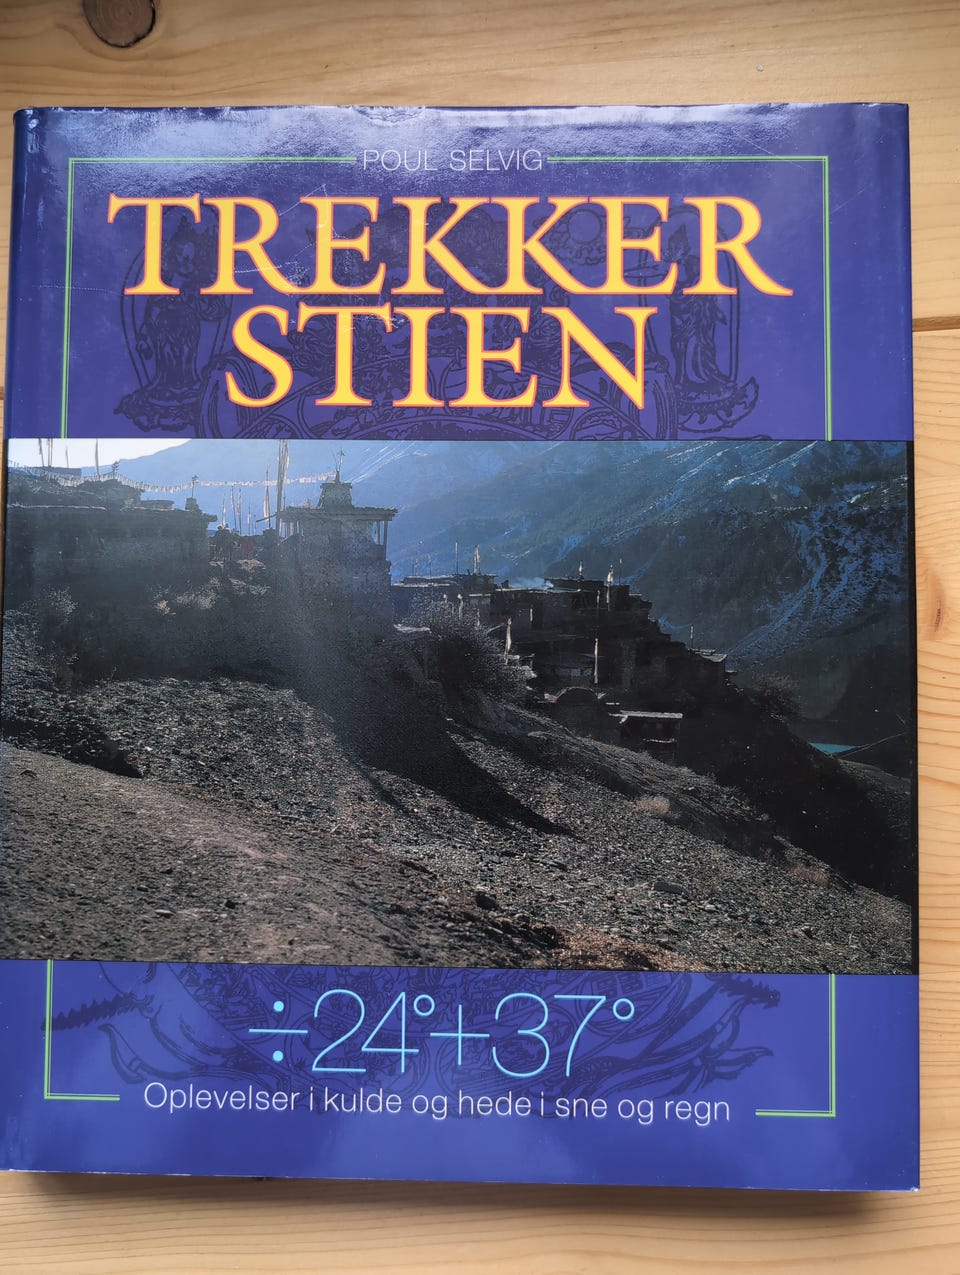 POUL SELVIG
TREKKER
STIEN
÷24°+37°
Oplevelser i kulde og hede i sne og regn